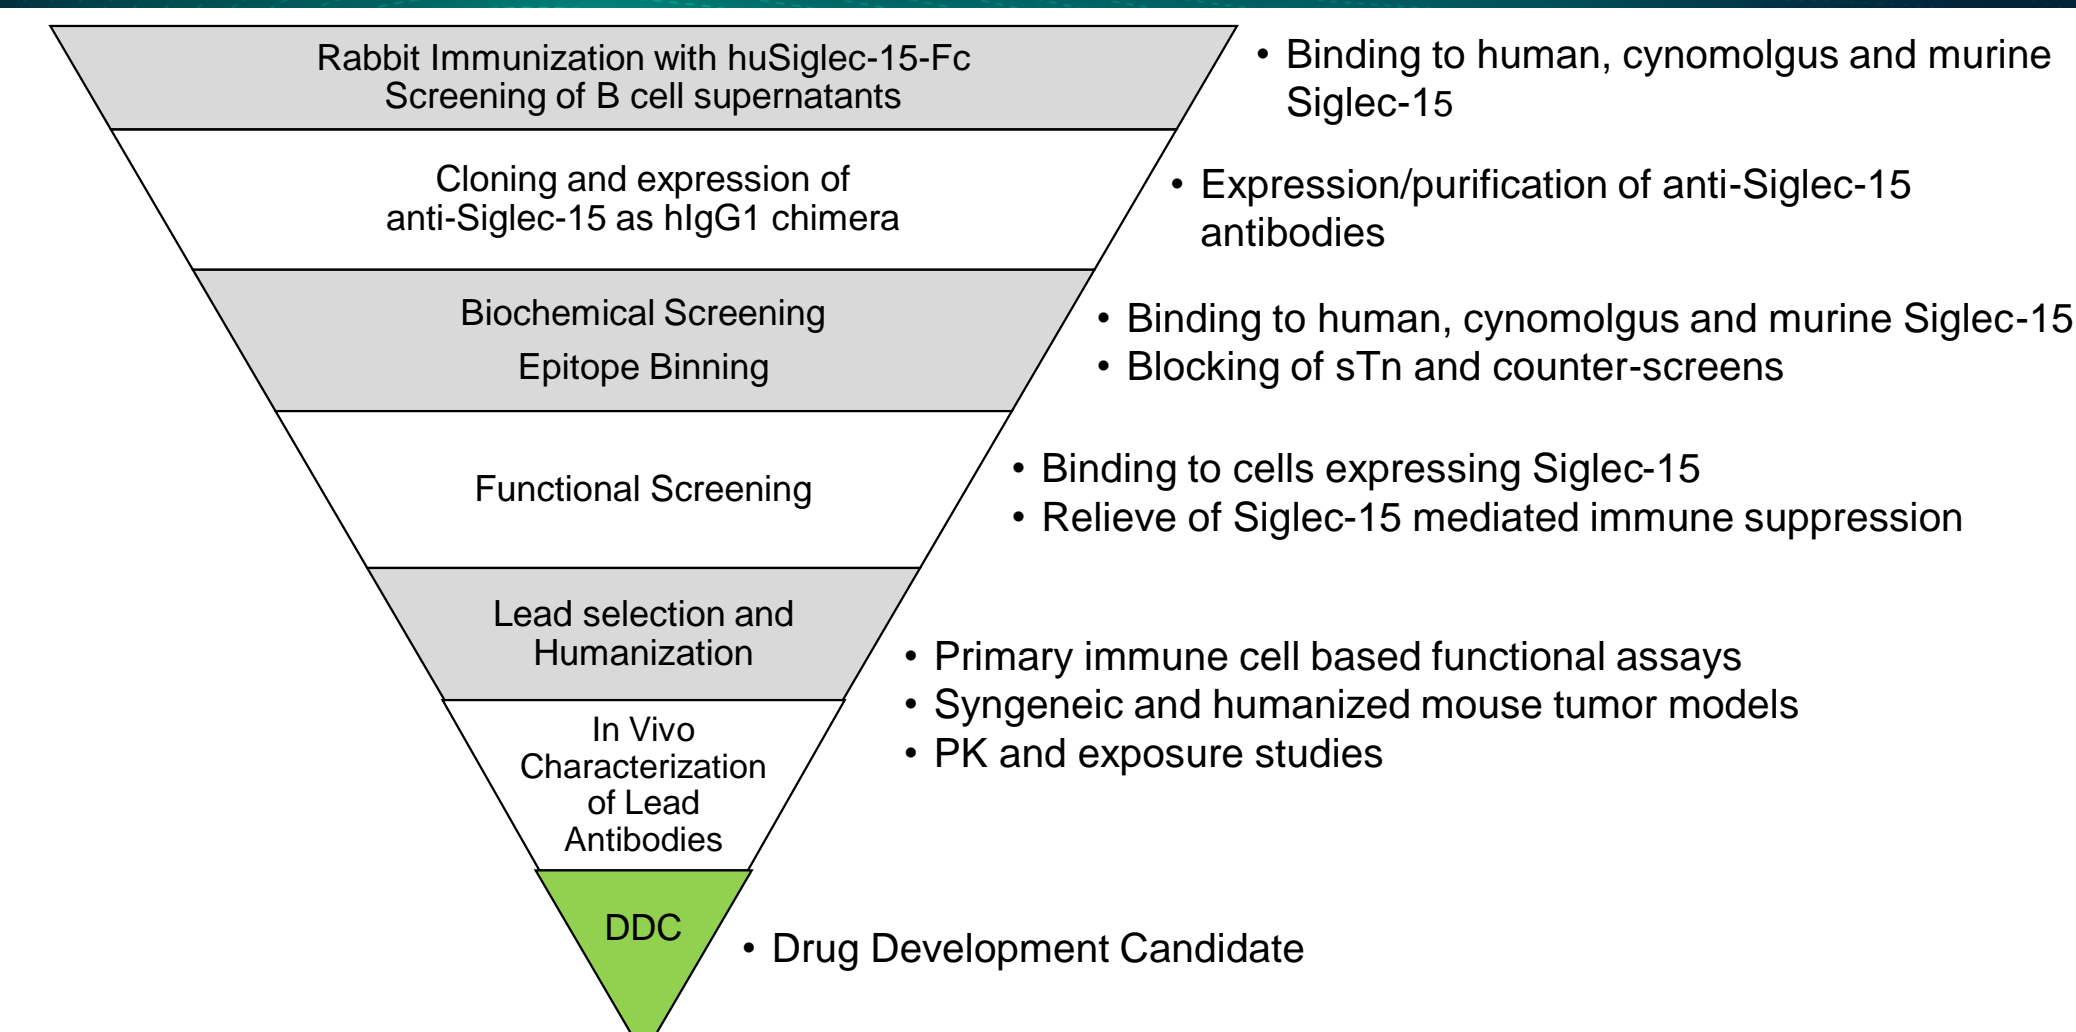 Rabbit Immunization with huSiglec-15-Fc
Screening of B cell supernatants
• Binding to human, cynomolgus and murine
Siglec-15
Cloning and expression of
anti-Siglec-15 as hIgG1 chimera
• Expression/purification of anti-Siglec-15
antibodies
Biochemical Screening
Epitope Binning
• Binding to human, cynomolgus and murine Siglec-15
• Blocking of sTn and counter-screens
Functional Screening
• Binding to cells expressing Siglec-15
• Relieve of Siglec-15 mediated immune suppression
Lead selection and
Humanization
• Primary immune cell based functional assays
• Syngeneic and humanized mouse tumor models
• PK and exposure studies
In Vivo
Characterization
of Lead
Antibodies
DDC
• Drug Development Candidate